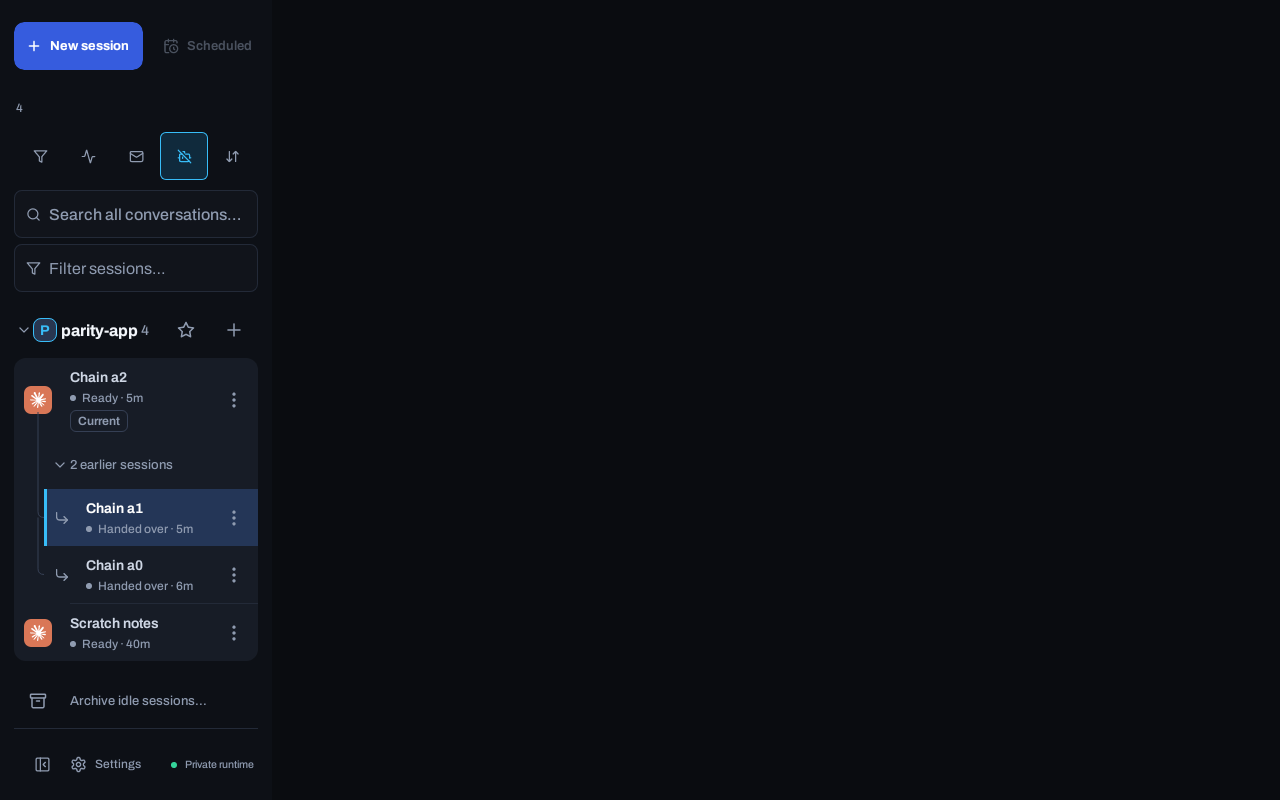 New session
Scheduled
4
Search all conversations...
Filter sessions...
P parity-app 4
Chain a2
Ready · 5m
Current
2 earlier sessions
Chain a1
Handed over · 5m
Chain a0
Handed over · 6m
Scratch notes
Ready · 40m
Archive idle sessions...
Settings
Private runtime